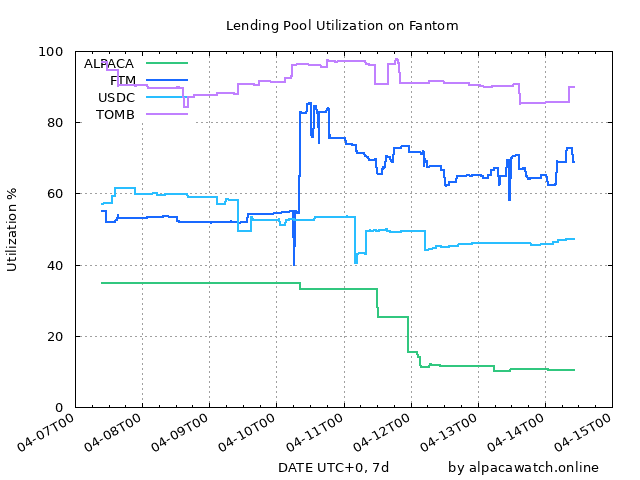 Lending Pool Utilization on Fantom
100
80
60
40
20
0
Utilization %
ALPACA
FTM
USDC
TOMB
04-07T00
04-08T00
04-09T00
04-10T00
04-11T00
04-12T00
04-13T00
04-14T00
04-15T00
DATE UTC+0, 7d by alpacawatch.online